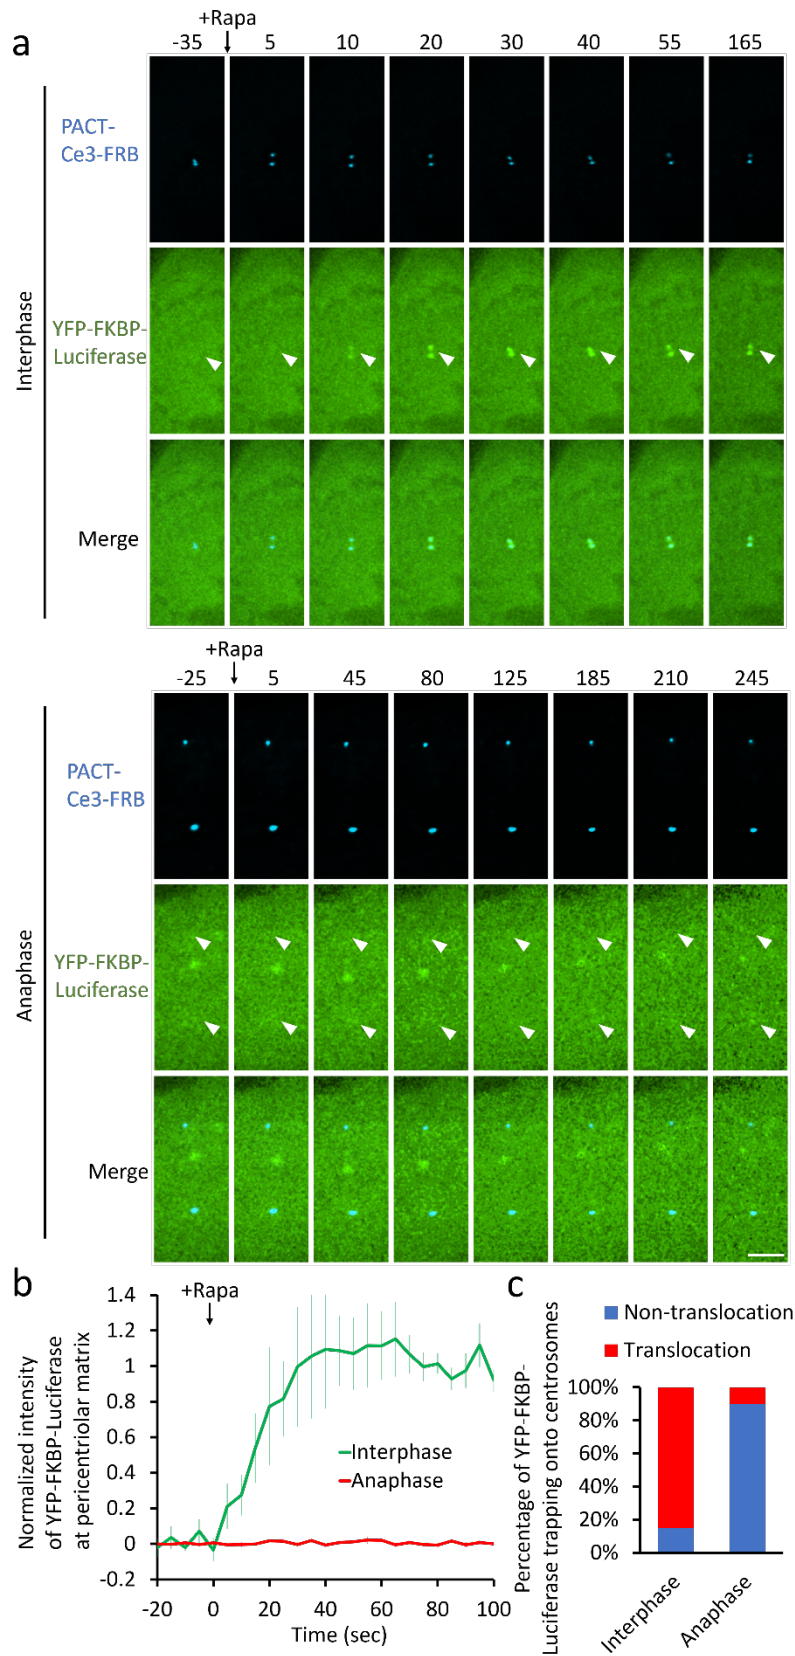 a
+Rapa
-35 5 10 20 30 40 55 165
Interphase
PACT-
Ce3-FRB
YFP-FKBP-
Luciferase
Merge
+Rapa
-25 5 45 80 125 185 210 245
Anaphase
PACT-
Ce3-FRB
YFP-FKBP-
Luciferase
Merge
b
+Rapa
Normalized intensity
of YFP-FKBP-Luciferase
at pericentriolar matrix
1.4
1.2
1
0.8
0.6
0.4
0.2
0
-0.2
Interphase
Anaphase
-20 0 20 40 60 80 100
Time (sec)
c
Non-translocation
Translocation
Percentage of YFP-FKBP-
Luciferase trapping onto centrosomes
100%
80%
60%
40%
20%
0%
Interphase
Anaphase